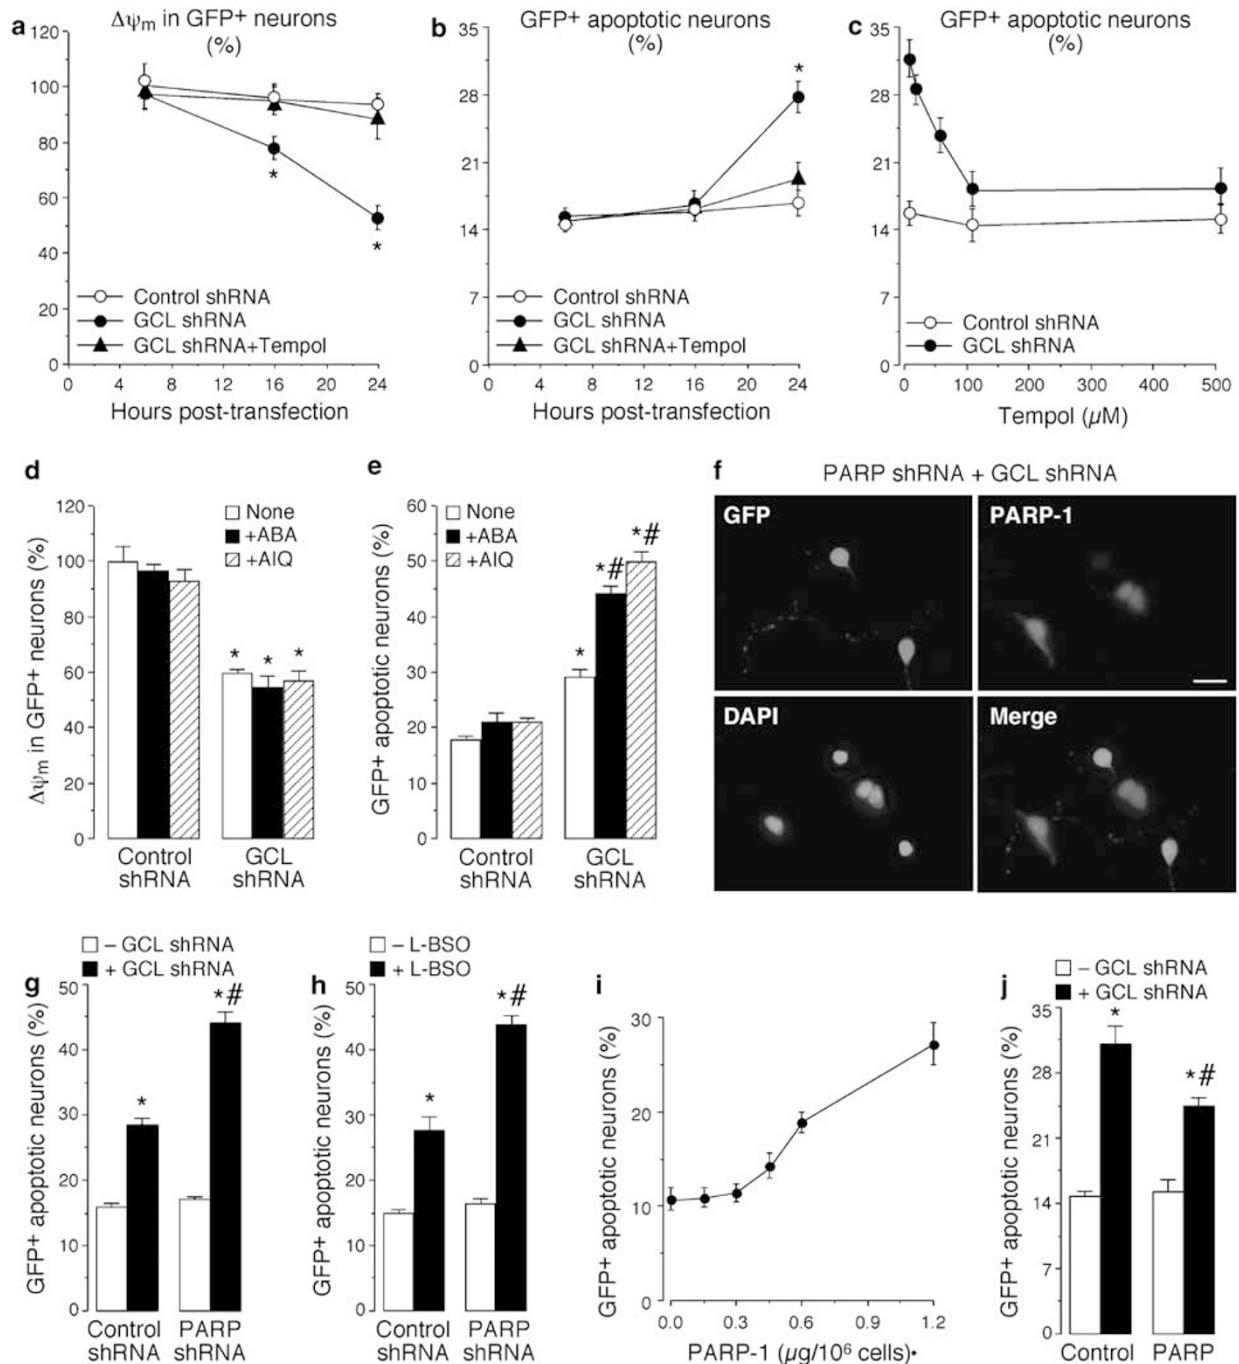 a
Δψm in GFP+ neurons
(%)
120
100
80
60
40
20
0
*
*
Control shRNA
GCL shRNA
GCL shRNA+Tempol
0 4 8 12 16 20 24
Hours post-transfection
b
GFP+ apoptotic neurons
(%)
35
28
21
14
7
0
*
Control shRNA
GCL shRNA
GCL shRNA+Tempol
0 4 8 12 16 20 24
Hours post-transfection
c
GFP+ apoptotic neurons
(%)
35
28
21
14
7
0
Control shRNA
GCL shRNA
0 100 200 300 400 500
Tempol (µM)
d
Δψm in GFP+ neurons (%)
120
100
80
60
40
20
0
None
+ABA
+AIQ
* * *
Control
shRNA
GCL
shRNA
e
GFP+ apoptotic neurons (%)
60
50
40
30
20
10
0
None
+ABA
+AIQ
*
*#
*#
Control
shRNA
GCL
shRNA
f
PARP shRNA + GCL shRNA
GFP
PARP-1
DAPI
Merge
g
– GCL shRNA
+ GCL shRNA
GFP+ apoptotic neurons (%)
50
40
30
20
10
0
*
*#
Control
shRNA
PARP
shRNA
h
– L-BSO
+ L-BSO
GFP+ apoptotic neurons (%)
50
40
30
20
10
0
*
*#
Control
shRNA
PARP
shRNA
i
GFP+ apoptotic neurons (%)
30
20
10
0
0.0 0.3 0.6 0.9 1.2
PARP-1 (µg/10⁶ cells)•
j
– GCL shRNA
+ GCL shRNA
GFP+ apoptotic neurons (%)
35
28
21
14
7
0
*
*#
Control
PARP